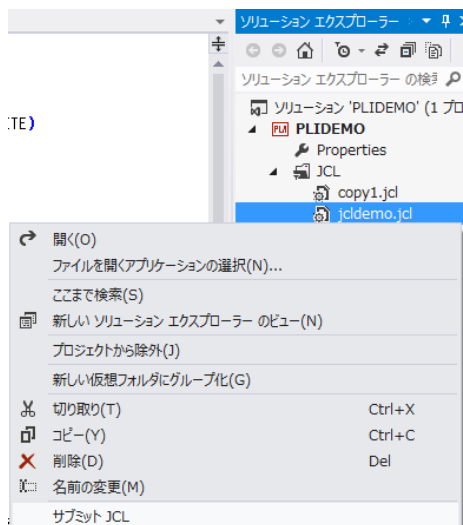 ソリューション エクスプローラー
ソリューション エクスプローラー の検索
ソリューション 'PLIDEMO' (1 プロ
TE)
PLI PLIDEMO
Properties
JCL
copy1.jcl
jcldemo.jcl
開く(O)
ファイルを開くアプリケーションの選択(N)...
ここまで検索(S)
新しい ソリューション エクスプローラー のビュー(N)
プロジェクトから除外(J)
新しい仮想フォルダにグループ化(G)
切り取り(T) Ctrl+X
コピー(Y) Ctrl+C
削除(D) Del
名前の変更(M)
サブミット JCL